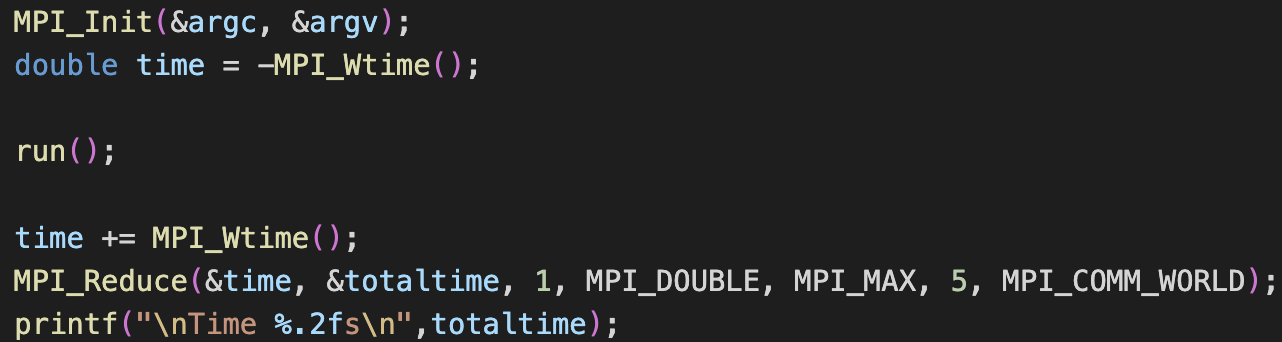 MPI_Init(&argc, &argv);
double time = -MPI_Wtime();
run();
time += MPI_Wtime();
MPI_Reduce(&time, &totaltime, 1, MPI_DOUBLE, MPI_MAX, 5, MPI_COMM_WORLD);
printf("\nTime %.2fs\n",totaltime);